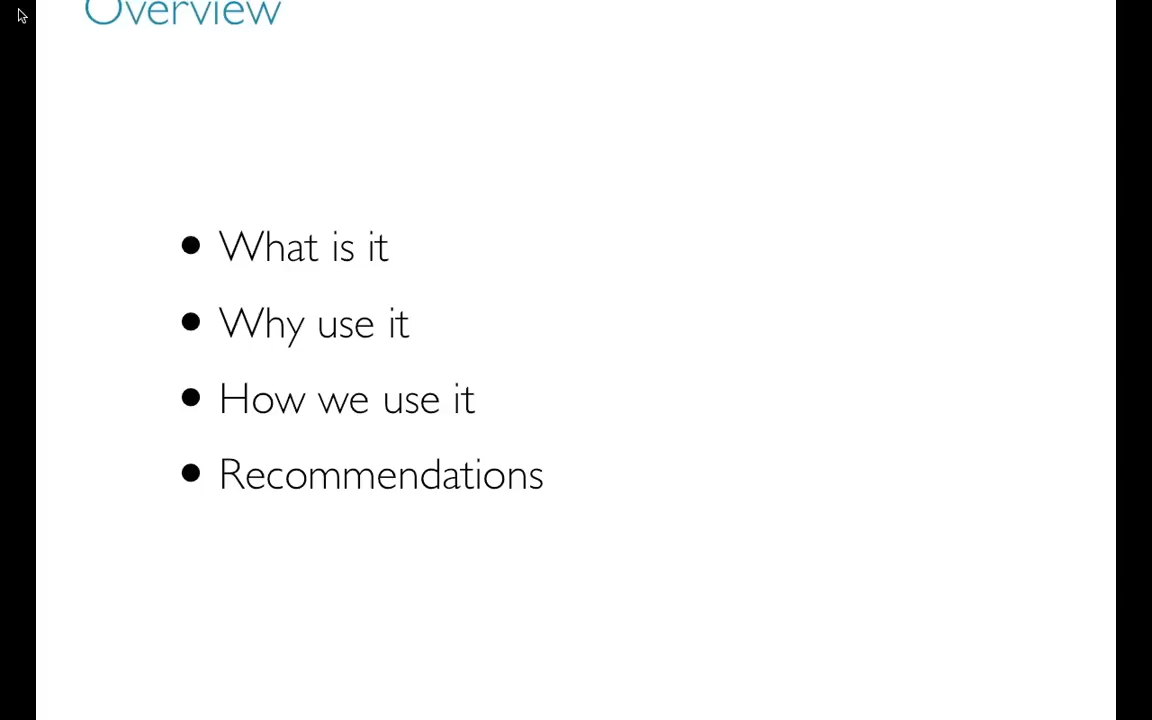 Overview
• What is it
• Why use it
• How we use it
• Recommendations